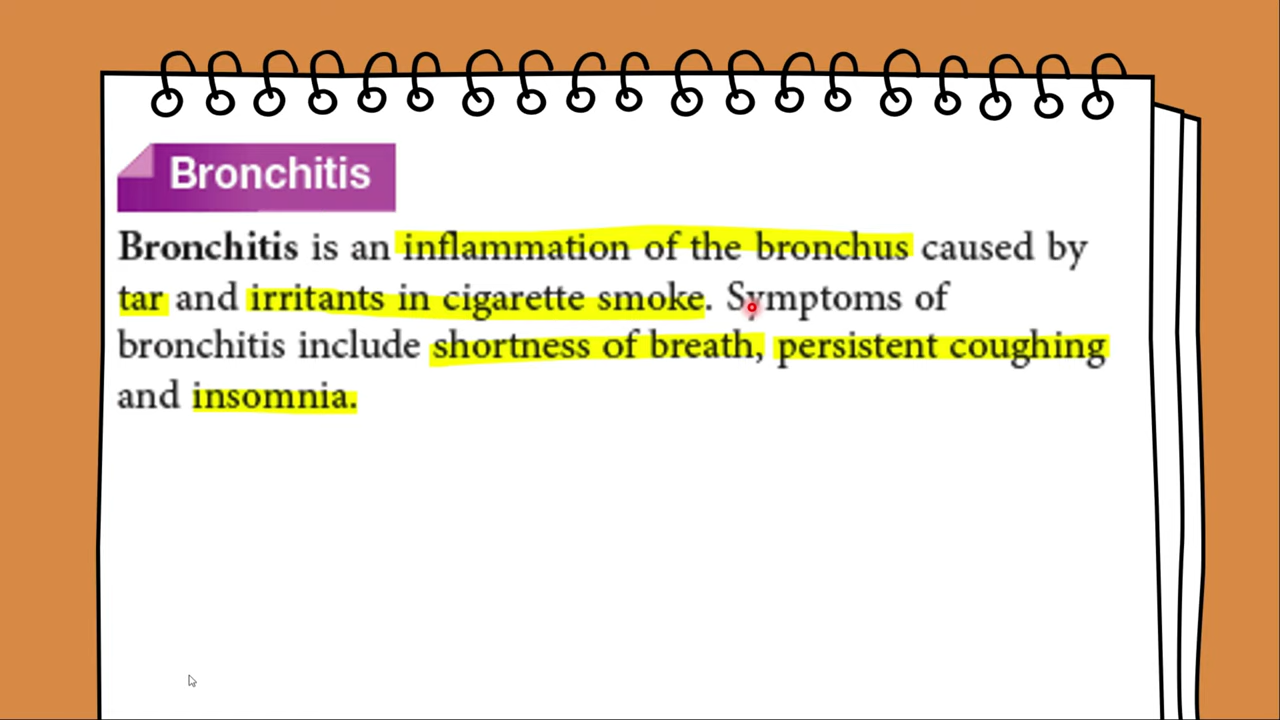 Bronchitis
Bronchitis is an inflammation of the bronchus caused by
tar and irritants in cigarette smoke. Symptoms of
bronchitis include shortness of breath, persistent coughing
and insomnia.